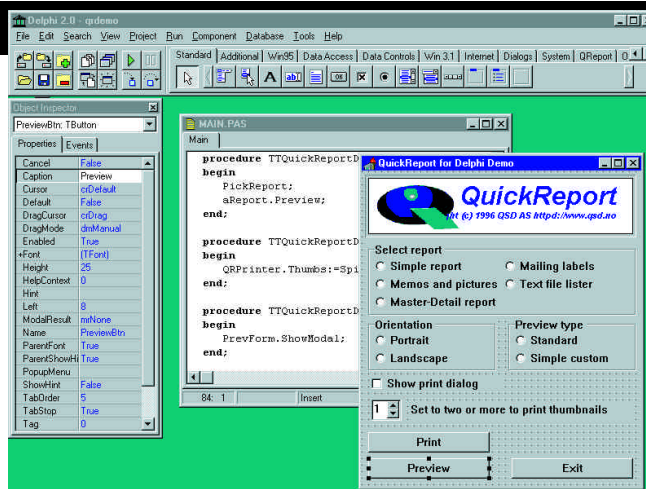 Delphi 2.0 - qrdemo
File Edit Search View Project Run Component Database Tools Help
Standard Additional Win95 Data Access Data Controls Win 3.1 Internet Dialogs System QReport
A ab OK
Object Inspector
PreviewBtn: TButton
Properties Events
Cancel False
Caption Preview
Cursor crDefault
Default False
DragCursor crDrag
DragMode dmManual
Enabled True
+Font (TFont)
Height 25
HelpContext 0
Hint
Left 8
ModalResult mrNone
Name PreviewBtn
ParentFont True
ParentShowHi True
PopupMenu
ShowHint False
TabOrder 5
TabStop True
Tag 0
MAIN.PAS
Main
procedure TTQuickReportD
begin
PickReport;
aReport.Preview;
end;
procedure TTQuickReportD
begin
QRPrinter.Thumbs:=Spi
end;
procedure TTQuickReportD
begin
PrevForm.ShowModal;
end;
84: 1 Insert
QuickReport for Delphi Demo
QuickReport
(c) 1996 QSD AS httpd:/www.qsd.no
Select report
Simple report Mailing labels
Memos and pictures Text file lister
Master-Detail report
Orientation Preview type
Portrait Standard
Landscape Simple custom
Show print dialog
1 Set to two or more to print thumbnails
Print
Preview Exit